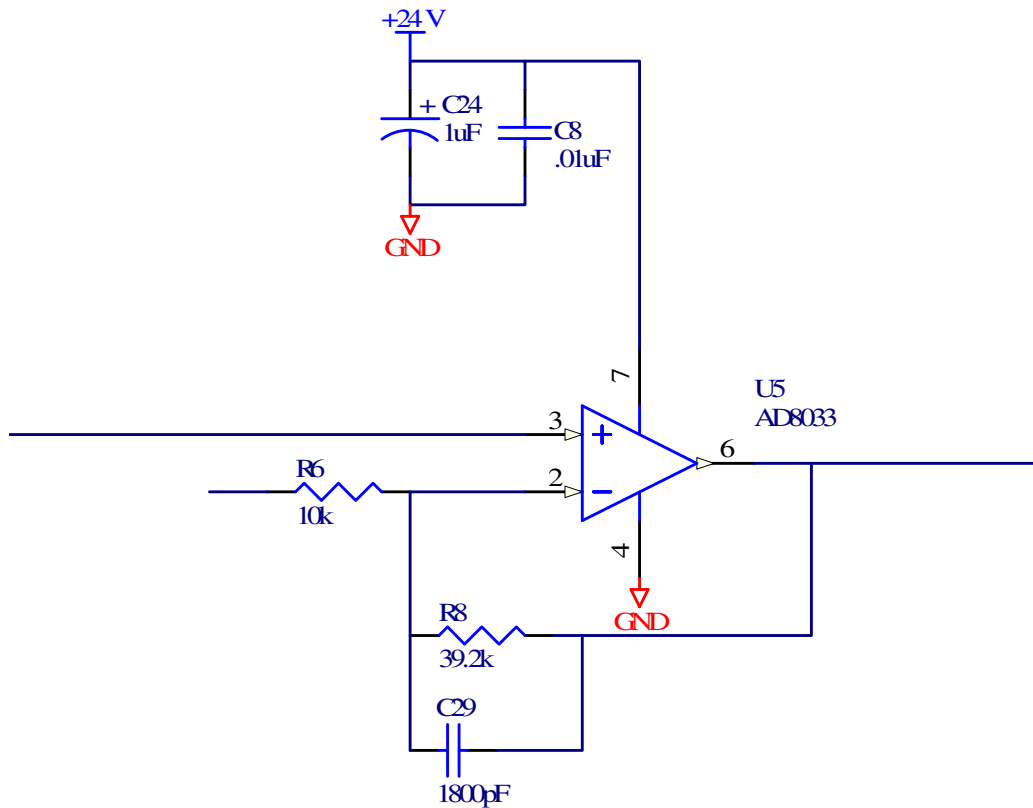 +24V
+ C24
1uF
C8
.01uF
GND
7
U5
AD8033
3
+
6
R6
10k
2
−
4
GND
R8
39.2k
C29
1800pF